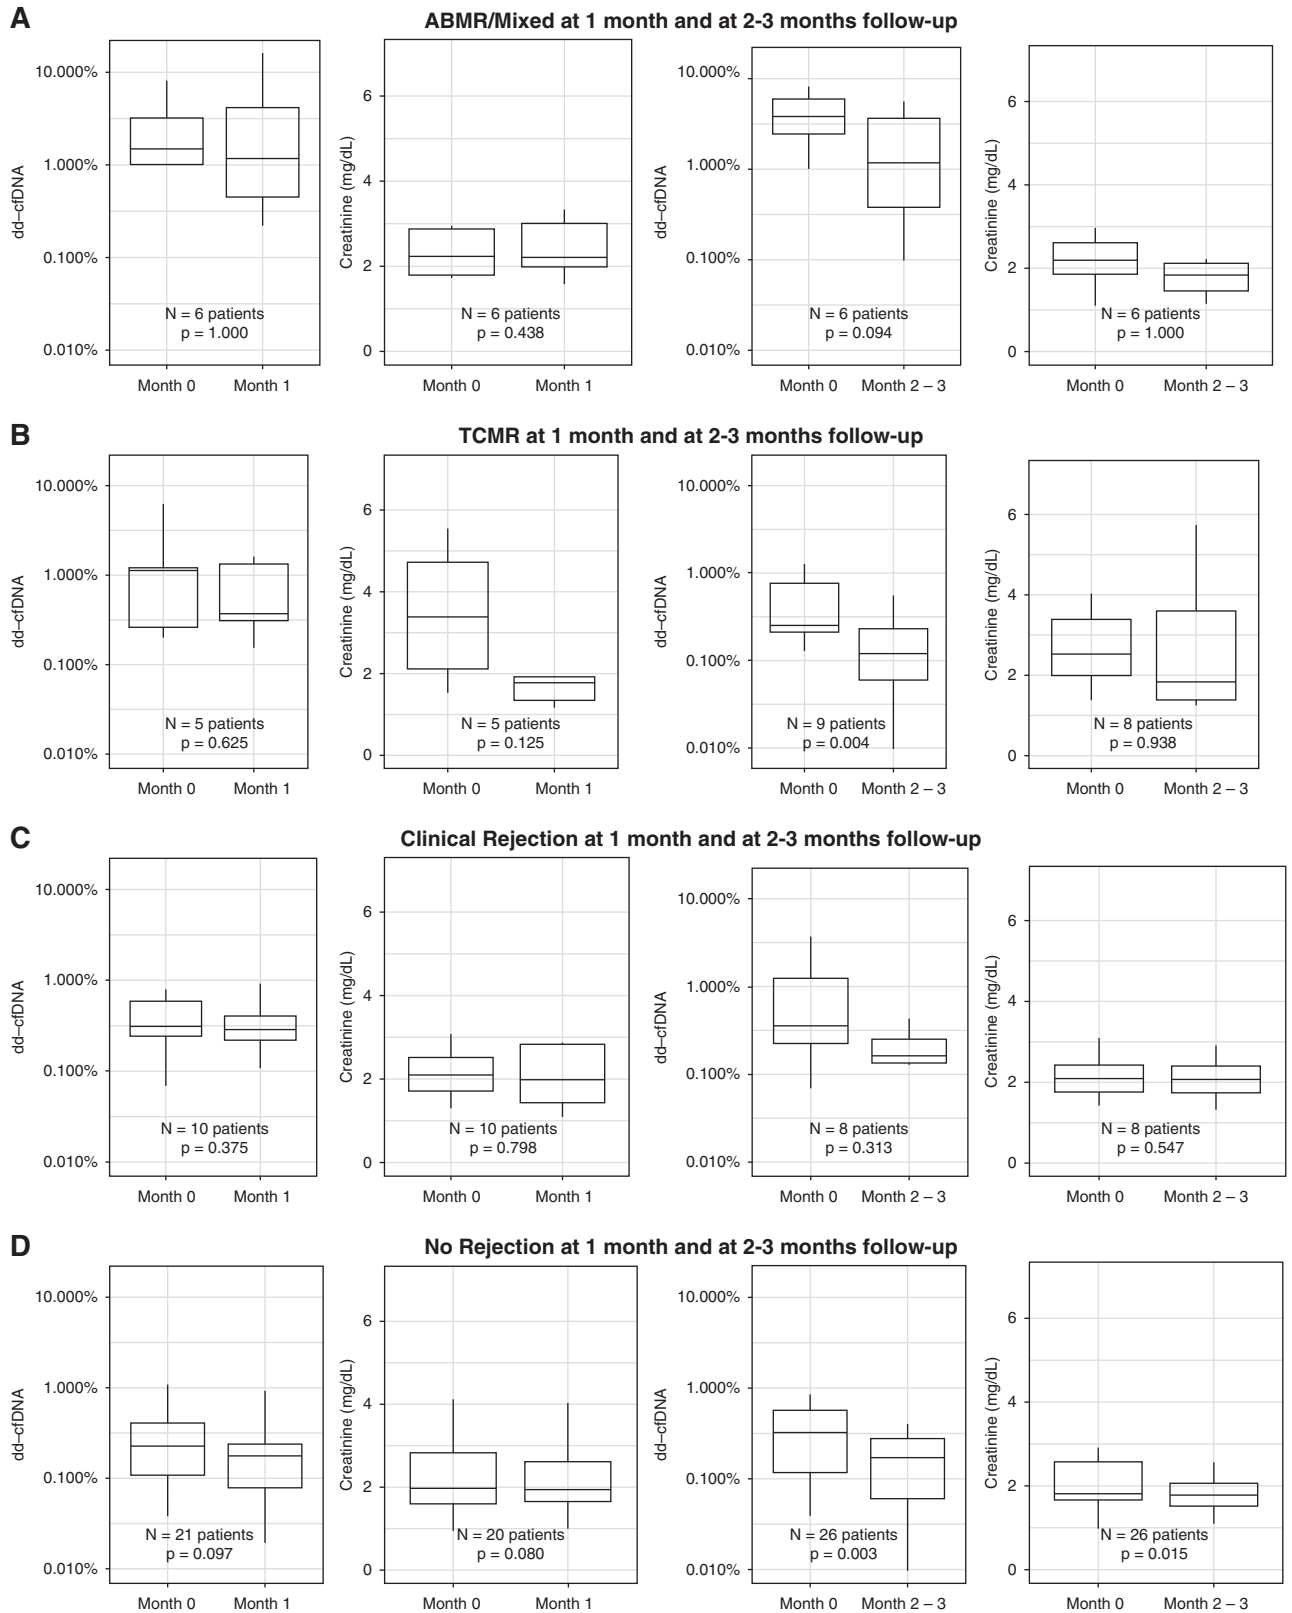 A
ABMR/Mixed at 1 month and at 2-3 months follow-up
dd–cfDNA
10.000%
1.000%
0.100%
0.010%
N = 6 patients
p = 1.000
Month 0 Month 1
Creatinine (mg/dL)
6
4
2
0
N = 6 patients
p = 0.438
Month 0 Month 1
dd–cfDNA
10.000%
1.000%
0.100%
0.010%
N = 6 patients
p = 0.094
Month 0 Month 2 – 3
Creatinine (mg/dL)
6
4
2
0
N = 6 patients
p = 1.000
Month 0 Month 2 – 3
B
TCMR at 1 month and at 2-3 months follow-up
dd–cfDNA
10.000%
1.000%
0.100%
0.010%
N = 5 patients
p = 0.625
Month 0 Month 1
Creatinine (mg/dL)
6
4
2
0
N = 5 patients
p = 0.125
Month 0 Month 1
dd–cfDNA
10.000%
1.000%
0.100%
0.010%
N = 9 patients
p = 0.004
Month 0 Month 2 – 3
Creatinine (mg/dL)
6
4
2
0
N = 8 patients
p = 0.938
Month 0 Month 2 – 3
C
Clinical Rejection at 1 month and at 2-3 months follow-up
dd–cfDNA
10.000%
1.000%
0.100%
0.010%
N = 10 patients
p = 0.375
Month 0 Month 1
Creatinine (mg/dL)
6
4
2
0
N = 10 patients
p = 0.798
Month 0 Month 1
dd–cfDNA
10.000%
1.000%
0.100%
0.010%
N = 8 patients
p = 0.313
Month 0 Month 2 – 3
Creatinine (mg/dL)
6
4
2
0
N = 8 patients
p = 0.547
Month 0 Month 2 – 3
D
No Rejection at 1 month and at 2-3 months follow-up
dd–cfDNA
10.000%
1.000%
0.100%
0.010%
N = 21 patients
p = 0.097
Month 0 Month 1
Creatinine (mg/dL)
6
4
2
0
N = 20 patients
p = 0.080
Month 0 Month 1
dd–cfDNA
10.000%
1.000%
0.100%
0.010%
N = 26 patients
p = 0.003
Month 0 Month 2 – 3
Creatinine (mg/dL)
6
4
2
0
N = 26 patients
p = 0.015
Month 0 Month 2 – 3